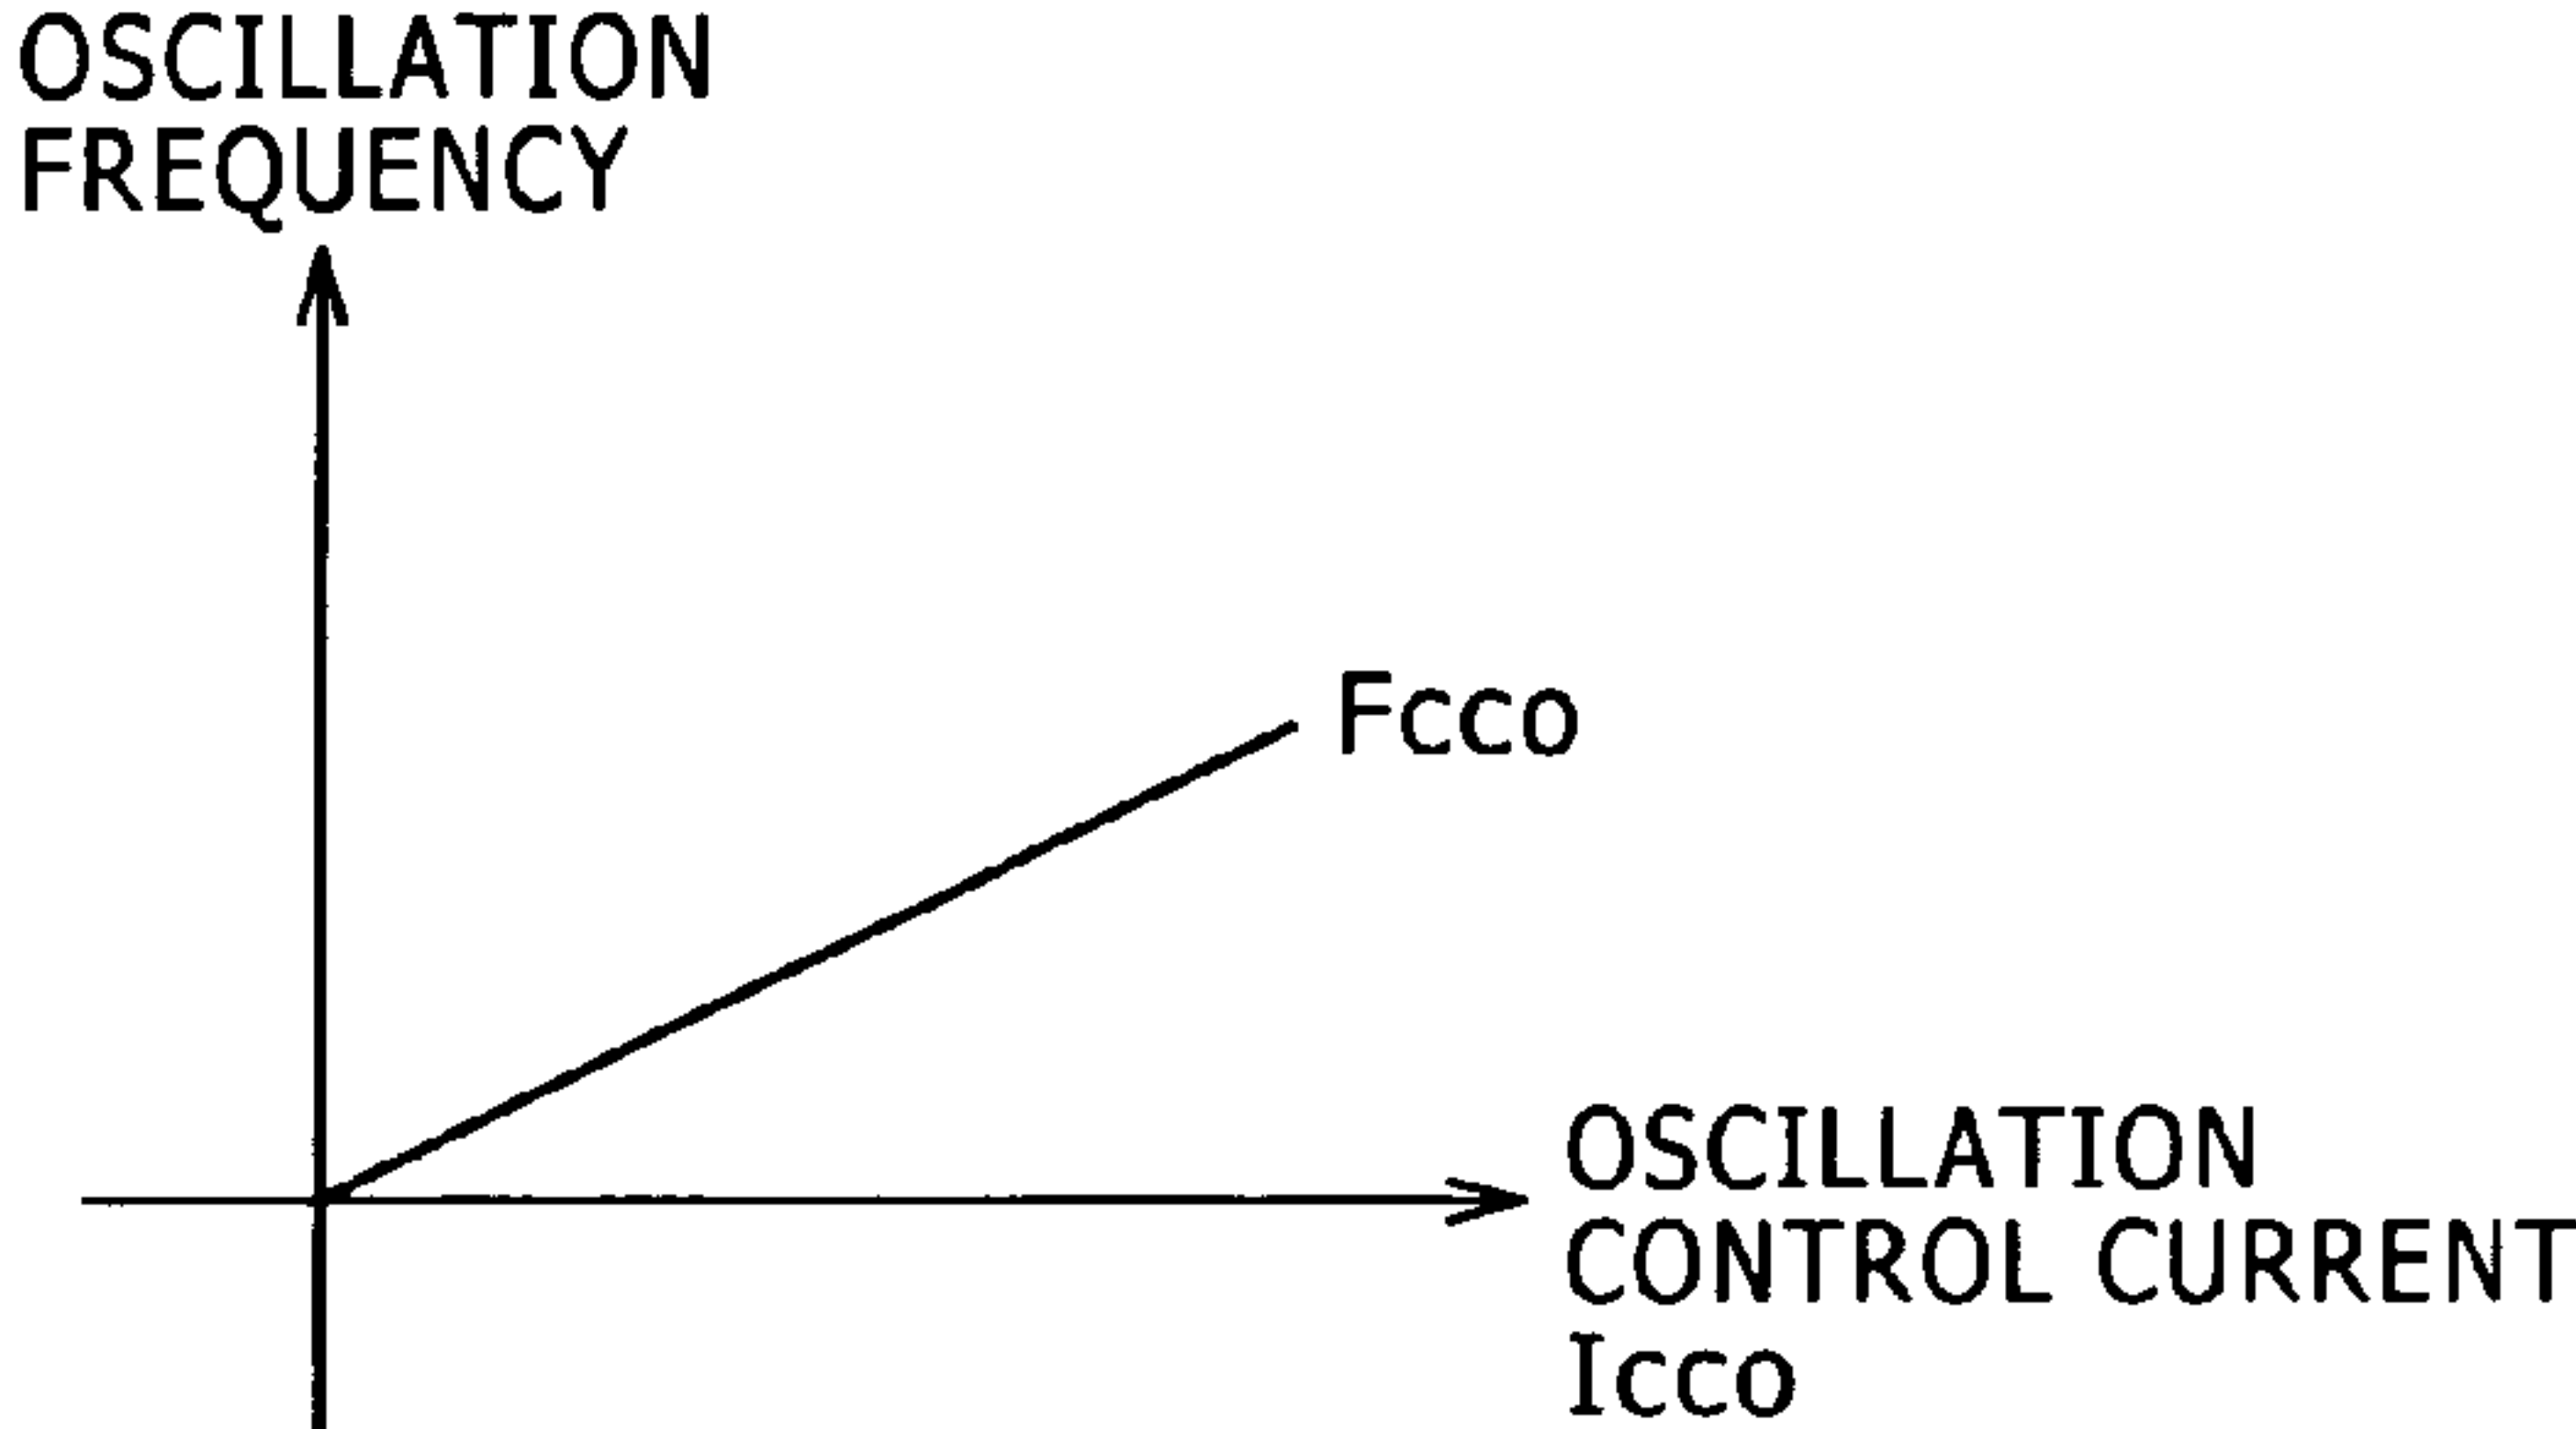 OSCILLATION
FREQUENCY
Fcco
OSCILLATION
CONTROL CURRENT
Icco